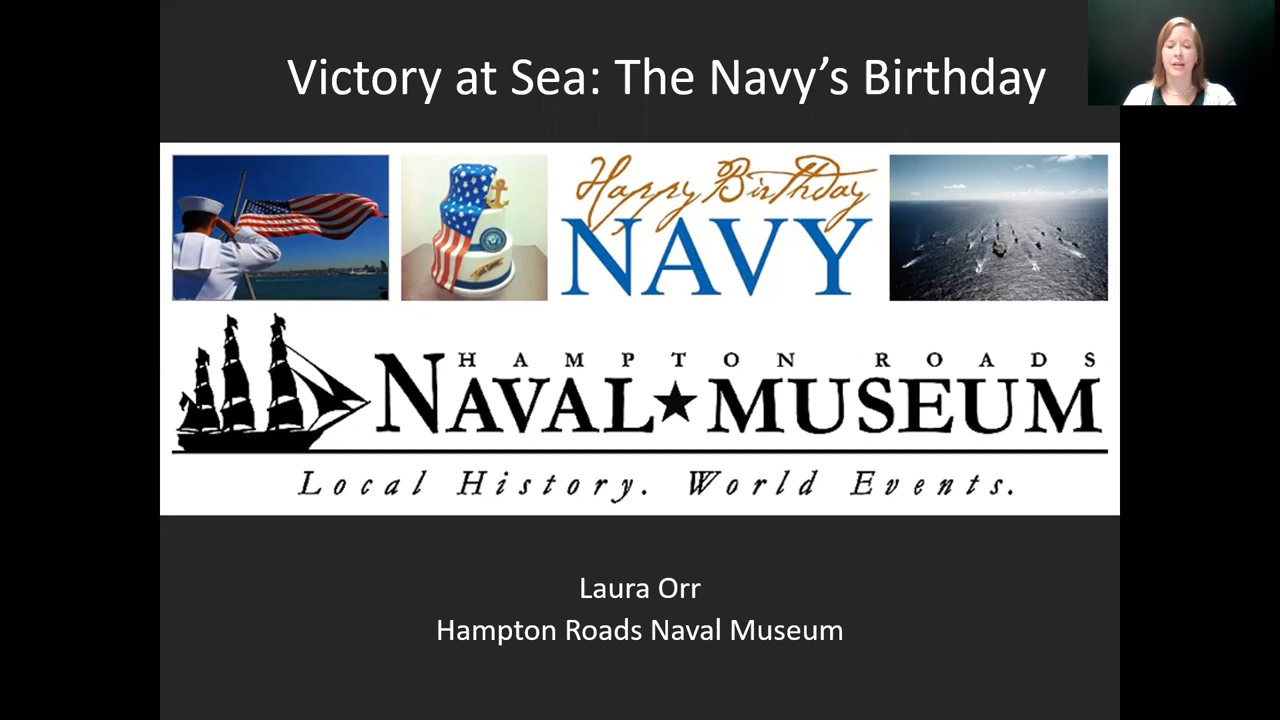 Victory at Sea: The Navy’s Birthday
Happy Birthday
NAVY
HAMPTON ROADS
NAVAL★MUSEUM
Local History. World Events.
Laura Orr
Hampton Roads Naval Museum